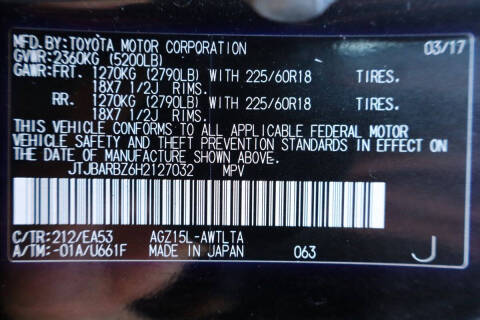 MFD.BY:TOYOTA MOTOR CORPORATION 03/17
GVWR:2360KG (5200LB)
GAWR:FRT. 1270KG (2790LB) WITH 225/60R18 TIRES.
18X7 1/2J RIMS.
RR. 1270KG (2790LB) WITH 225/60R18 TIRES.
18X7 1/2J RIMS.
THIS VEHICLE CONFORMS TO ALL APPLICABLE FEDERAL MOTOR
VEHICLE SAFETY AND THEFT PREVENTION STANDARDS IN EFFECT ON
THE DATE OF MANUFACTURE SHOWN ABOVE.
JTJBARBZ6H2127032 MPV
C/TR:212/EA53 AGZ15L-AWTLTA
A/TM:-01A/U661F MADE IN JAPAN 063 J